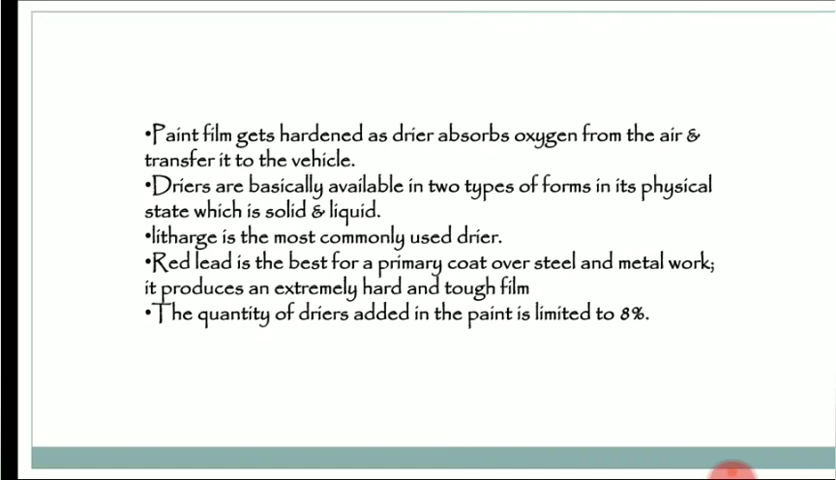 •Paint film gets hardened as drier absorbs oxygen from the air &
transfer it to the vehicle.
•Driers are basically available in two types of forms in its physical
state which is solid & liquid.
•litharge is the most commonly used drier.
•Red lead is the best for a primary coat over steel and metal work;
it produces an extremely hard and tough film
•The quantity of driers added in the paint is limited to 8%.